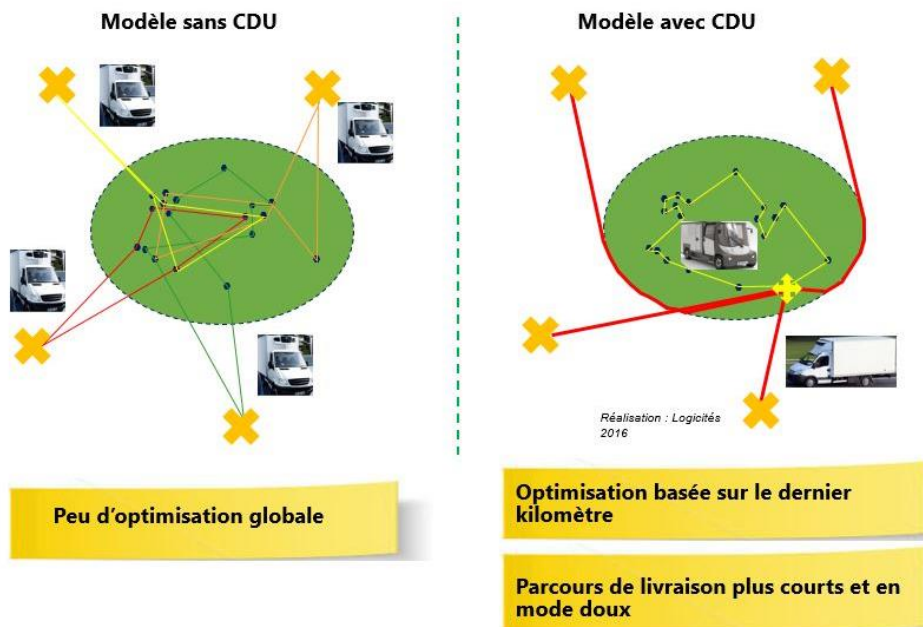 Modèle sans CDU
Modèle avec CDU
Réalisation : Logicités
2016
Peu d'optimisation globale
Optimisation basée sur le dernier
kilomètre
Parcours de livraison plus courts et en
mode doux